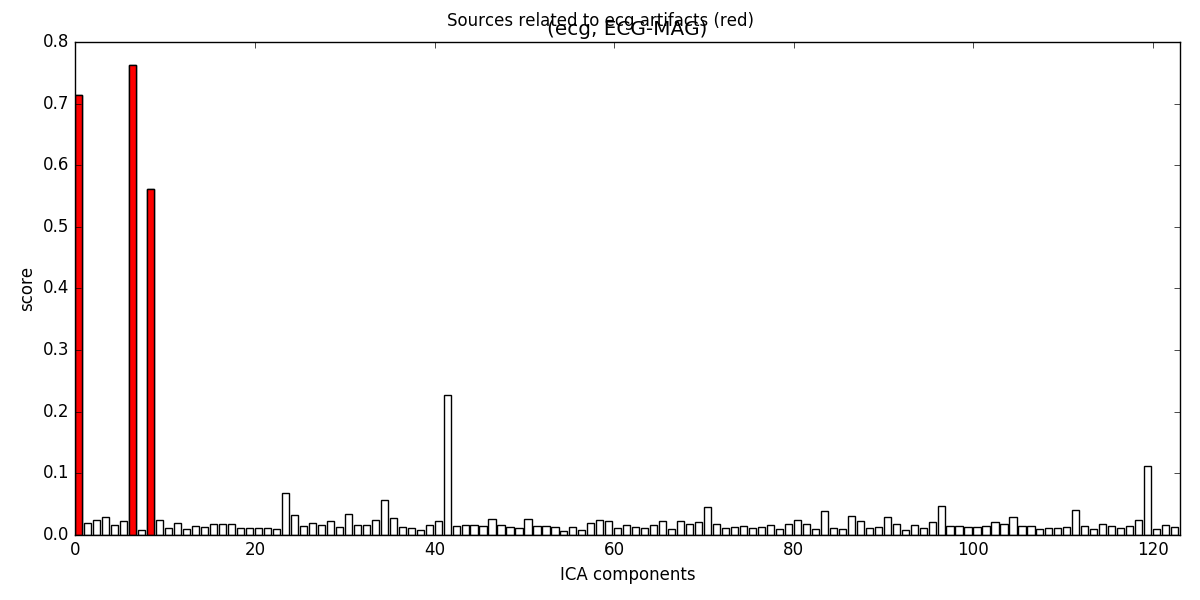 Sources related to ecg artifacts (red)
(ecg, ECG-MAG)
0.8
0.7
0.6
0.5
0.4
0.3
0.2
0.1
0.0
score
0 20 40 60 80 100 120
ICA components